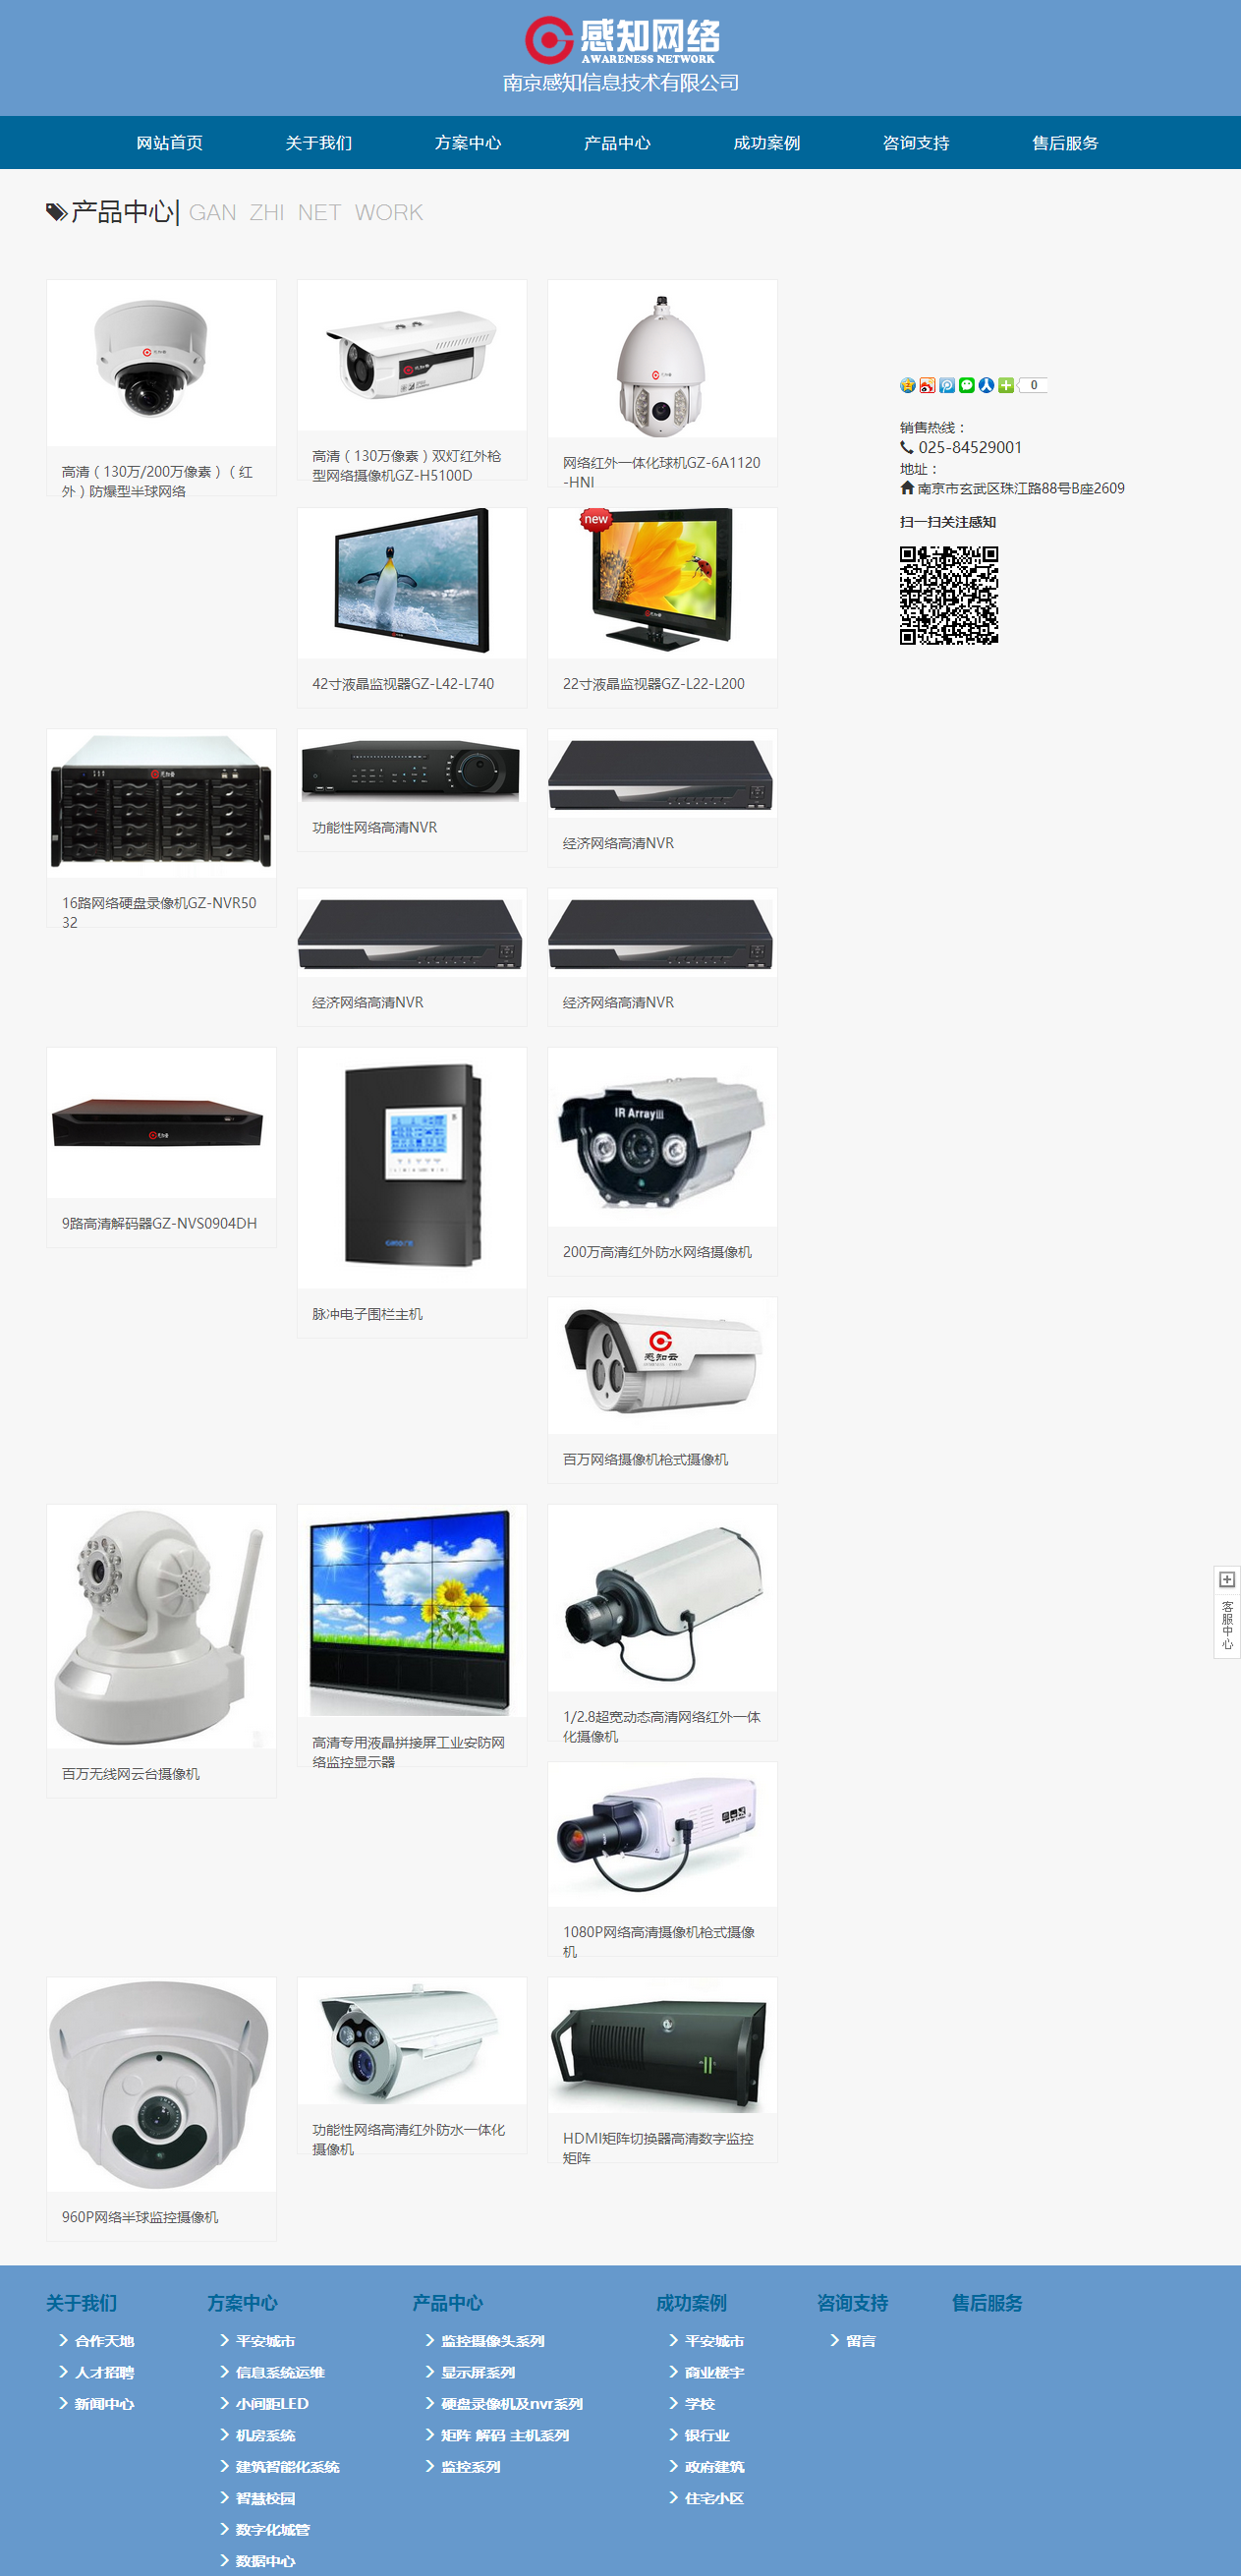 感知网络
AWARENESS NETWORK
南京感知信息技术有限公司
网站首页
关于我们
方案中心
产品中心
成功案例
咨询支持
售后服务
产品中心| GAN ZHI NET WORK
高清（130万/200万像素）（红
外）防爆型半球网络
高清（130万像素）双灯红外枪
型网络摄像机GZ-H5100D
网络红外一体化球机GZ-6A1120
-HNI
0
销售热线：
025-84529001
地址：
南京市玄武区珠江路88号B座2609
扫一扫关注感知
new
42寸液晶监视器GZ-L42-L740
22寸液晶监视器GZ-L22-L200
16路网络硬盘录像机GZ-NVR50
32
功能性网络高清NVR
经济网络高清NVR
经济网络高清NVR
经济网络高清NVR
9路高清解码器GZ-NVS0904DH
脉冲电子围栏主机
IR Array
200万高清红外防水网络摄像机
感知云
百万网络摄像机枪式摄像机
百万无线网云台摄像机
高清专用液晶拼接屏工业安防网
络监控显示器
1/2.8超宽动态高清网络红外一体
化摄像机
1080P网络高清摄像机枪式摄像
机
客服中心
960P网络半球监控摄像机
功能性网络高清红外防水一体化
摄像机
HDMI矩阵切换器高清数字监控
矩阵
关于我们
合作天地
人才招聘
新闻中心
方案中心
平安城市
信息系统运维
小间距LED
机房系统
建筑智能化系统
智慧校园
数字化城管
数据中心
产品中心
监控摄像头系列
显示屏系列
硬盘录像机及nvr系列
矩阵 解码 主机系列
监控系列
成功案例
平安城市
商业楼宇
学校
银行业
政府建筑
住宅小区
咨询支持
留言
售后服务